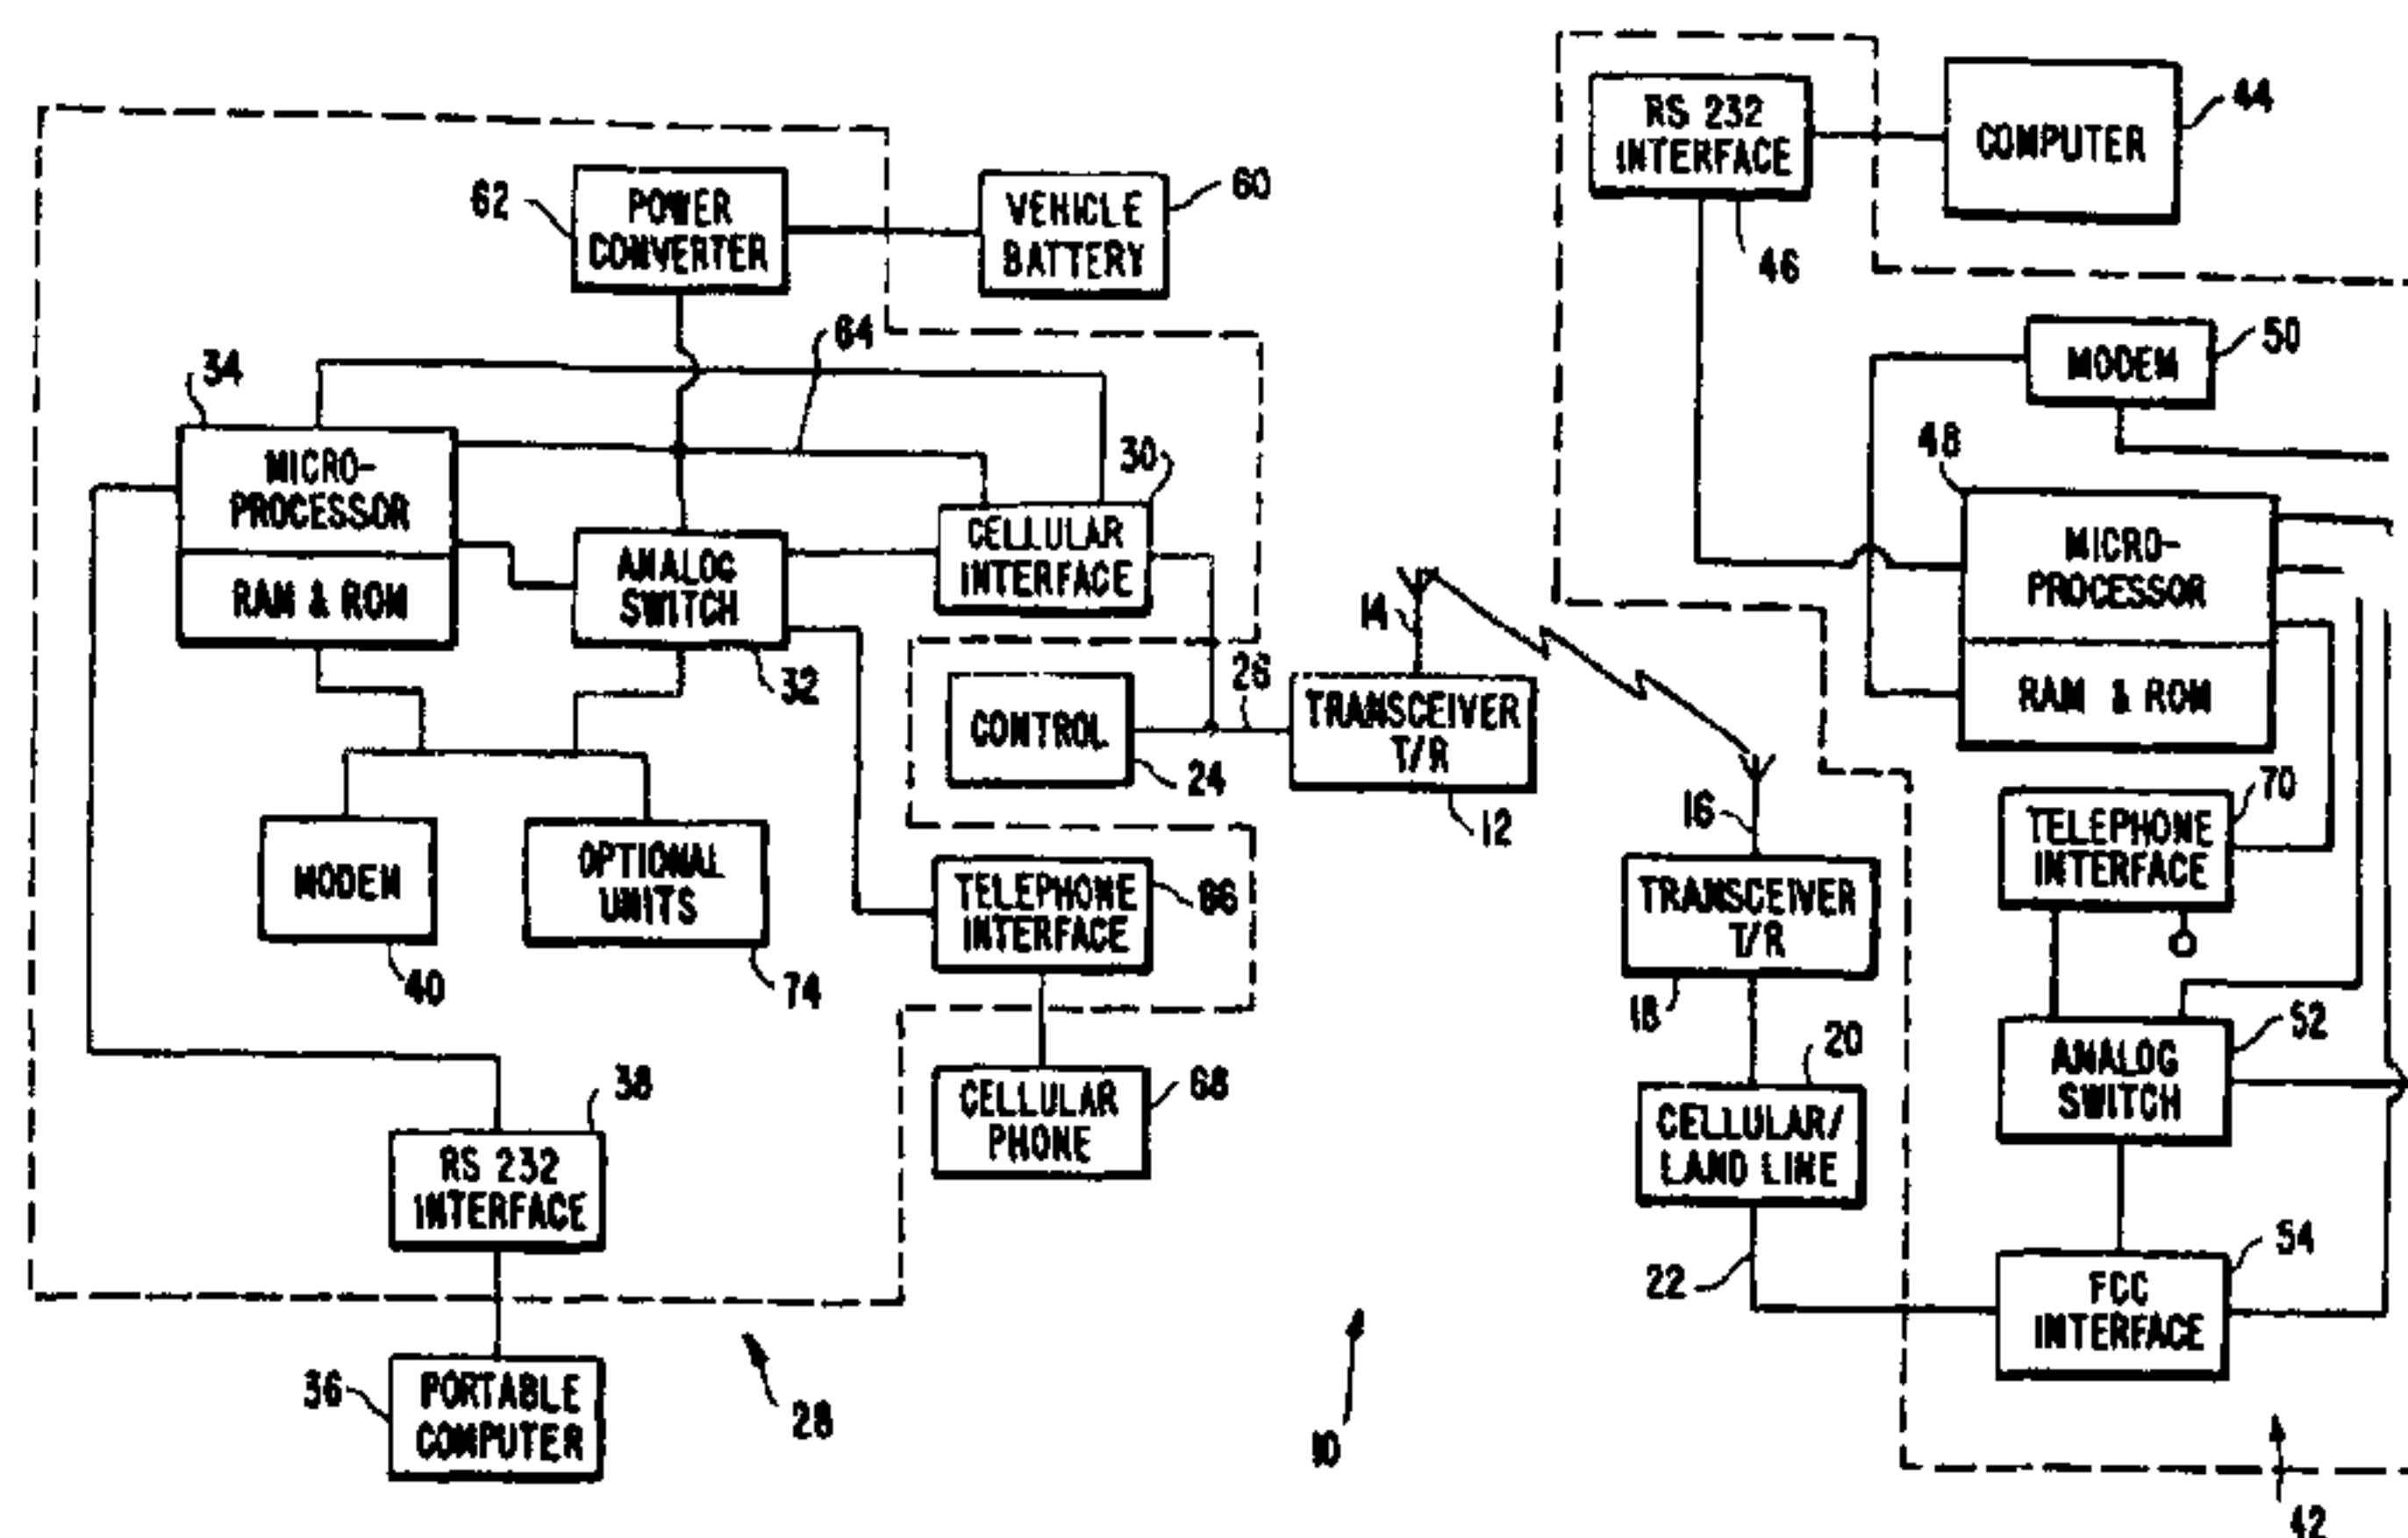 RS 232
INTERFACE
46
COMPUTER
44
62
POWER
CONVERTER
VEHICLE
BATTERY
60
64
34
MICRO-
PROCESSOR
RAM & ROM
ANALOG
SWITCH
32
30
CELLULAR
INTERFACE
MODEM
50
48
MICRO-
PROCESSOR
RAM & ROM
14
26
CONTROL
24
TRANSCEIVER
T/R
12
MODEM
40
OPTIONAL
UNITS
74
TELEPHONE
INTERFACE
66
CELLULAR
PHONE
68
16
TRANSCEIVER
T/R
18
20
CELLULAR/
LAND LINE
22
TELEPHONE
INTERFACE
70
ANALOG
SWITCH
52
FCC
INTERFACE
54
38
RS 232
INTERFACE
36
PORTABLE
COMPUTER
28
10
42